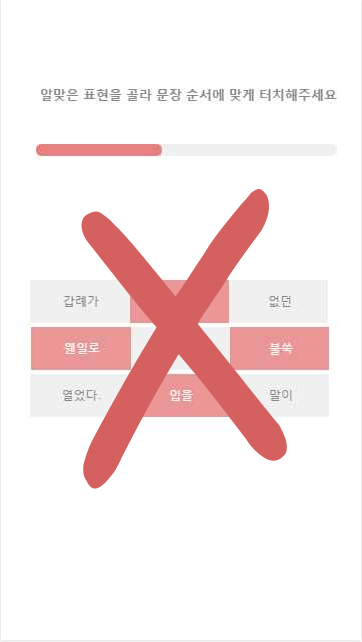 알맞은 표현을 골라 문장 순서에 맞게 터치해주세요
갑례가 없던
웬일로 불쑥
열었다. 입을 말이